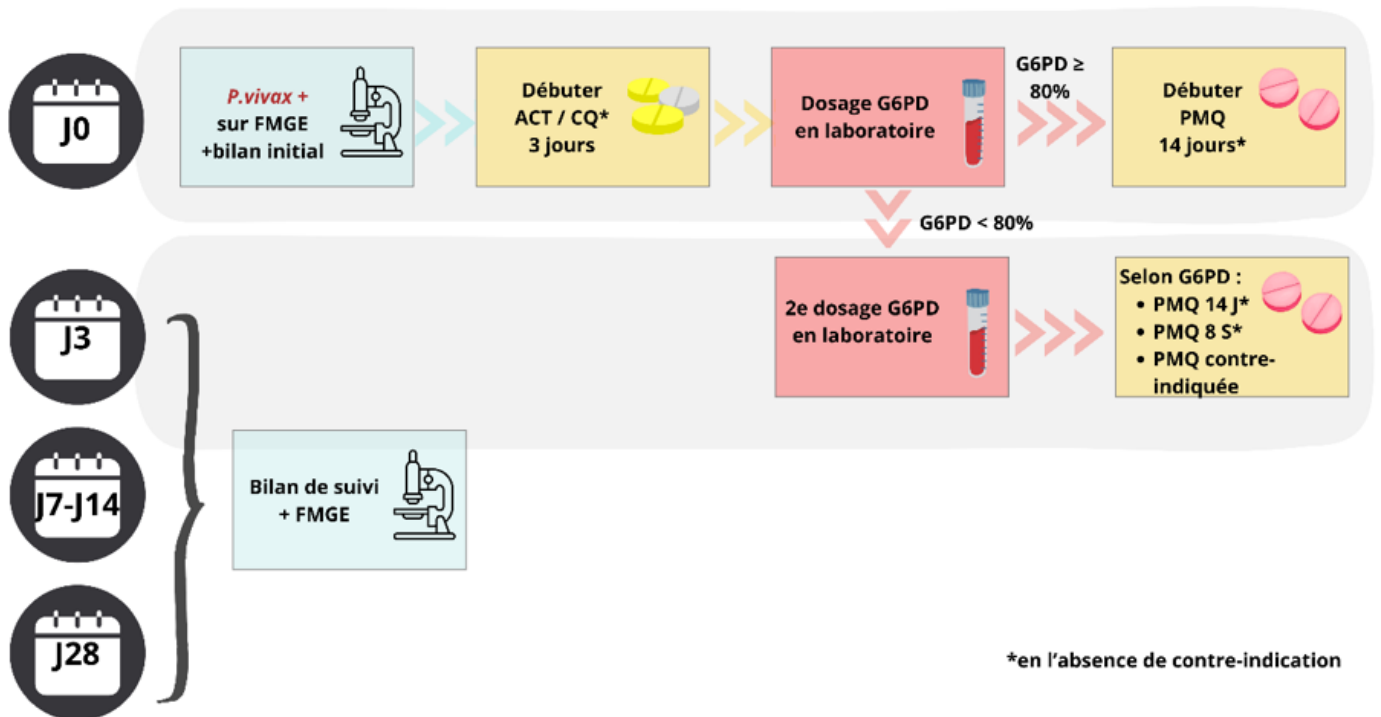 J0
P.vivax +
sur FMGE
+bilan initial
Débuter
ACT / CQ*
3 jours
Dosage G6PD
en laboratoire
G6PD ≥
80%
Débuter
PMQ
14 jours*
G6PD < 80%
J3
2e dosage G6PD
en laboratoire
Selon G6PD :
• PMQ 14 J*
• PMQ 8 S*
• PMQ contre-
indiquée
J7-J14
Bilan de suivi
+ FMGE
J28
*en l’absence de contre-indication